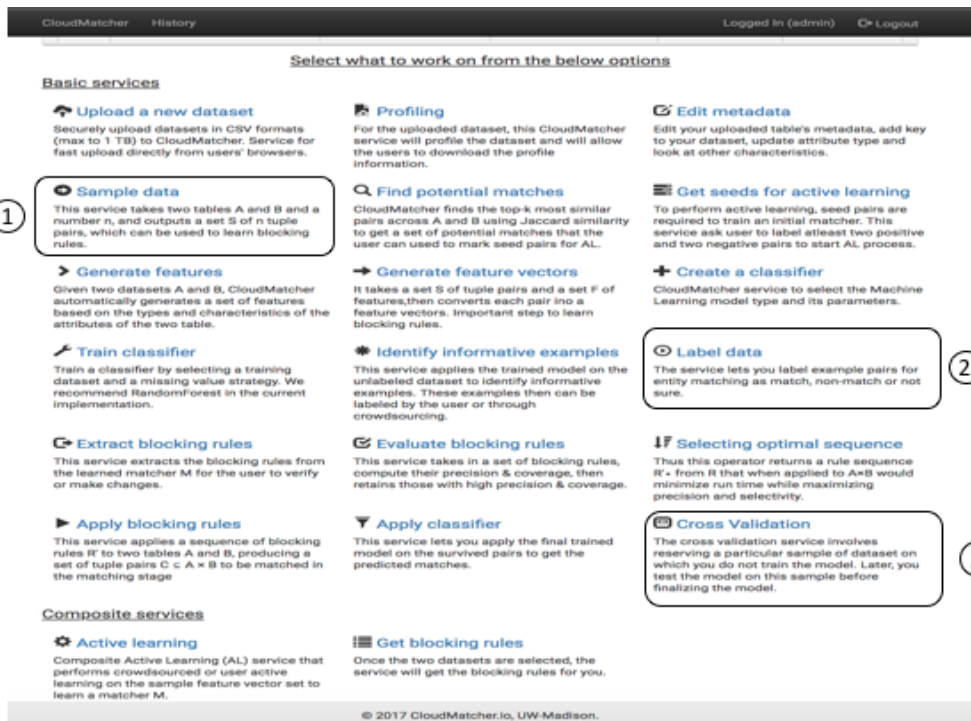 CloudMatcher History Logged In (admin) Logout
Select what to work on from the below options
Basic services
Upload a new dataset
Securely upload datasets in CSV formats
(max to 1 TB) to CloudMatcher. Service for
fast upload directly from users' browsers.
Profiling
For the uploaded dataset, this CloudMatcher
service will profile the dataset and will allow
the users to download the profile
information.
Edit metadata
Edit your uploaded table's metadata, add key
to your dataset, update attribute type and
look at other characteristics.
1
Sample data
This service takes two tables A and B and a
number n, and outputs a set S of n tuple
pairs, which can be used to learn blocking
rules.
Find potential matches
CloudMatcher finds the top-k most similar
pairs across A and B using Jaccard similarity
to get a set of potential matches that the
user can used to mark seed pairs for AL.
Get seeds for active learning
To perform active learning, seed pairs are
required to train an initial matcher. This
service ask user to label atleast two positive
and two negative pairs to start AL process.
Generate features
Given two datasets A and B, CloudMatcher
automatically generates a set of features
based on the types and characteristics of the
attributes of the two table.
Generate feature vectors
It takes a set S of tuple pairs and a set F of
features,then converts each pair ino a
feature vectors. Important step to learn
blocking rules.
Create a classifier
CloudMatcher service to select the Machine
Learning model type and its parameters.
Train classifier
Train a classifier by selecting a training
dataset and a missing value strategy. We
recommend RandomForest in the current
implementation.
Identify informative examples
This service applies the trained model on the
unlabeled dataset to identify informative
examples. These examples then can be
labeled by the user or through
crowdsourcing.
Label data
The service lets you label example pairs for
entity matching as match, non-match or not
sure.
2
Extract blocking rules
This service extracts the blocking rules from
the learned matcher M for the user to verify
or make changes.
Evaluate blocking rules
This service takes in a set of blocking rules,
compute their precision & coverage, then
retains those with high precision & coverage.
Selecting optimal sequence
Thus this operator returns a rule sequence
R'+ from R that when applied to A×B would
minimize run time while maximizing
precision and selectivity.
Apply blocking rules
This service applies a sequence of blocking
rules R' to two tables A and B, producing a
set of tuple pairs C ⊆ A × B to be matched in
the matching stage
Apply classifier
This service lets you apply the final trained
model on the survived pairs to get the
predicted matches.
Cross Validation
The cross validation service involves
reserving a particular sample of dataset on
which you do not train the model. Later, you
test the model on this sample before
finalizing the model.
Composite services
Active learning
Composite Active Learning (AL) service that
performs crowdsourced or user active
learning on the sample feature vector set to
learn a matcher M.
Get blocking rules
Once the two datasets are selected, the
service will get the blocking rules for you.
© 2017 CloudMatcher.io, UW-Madison.